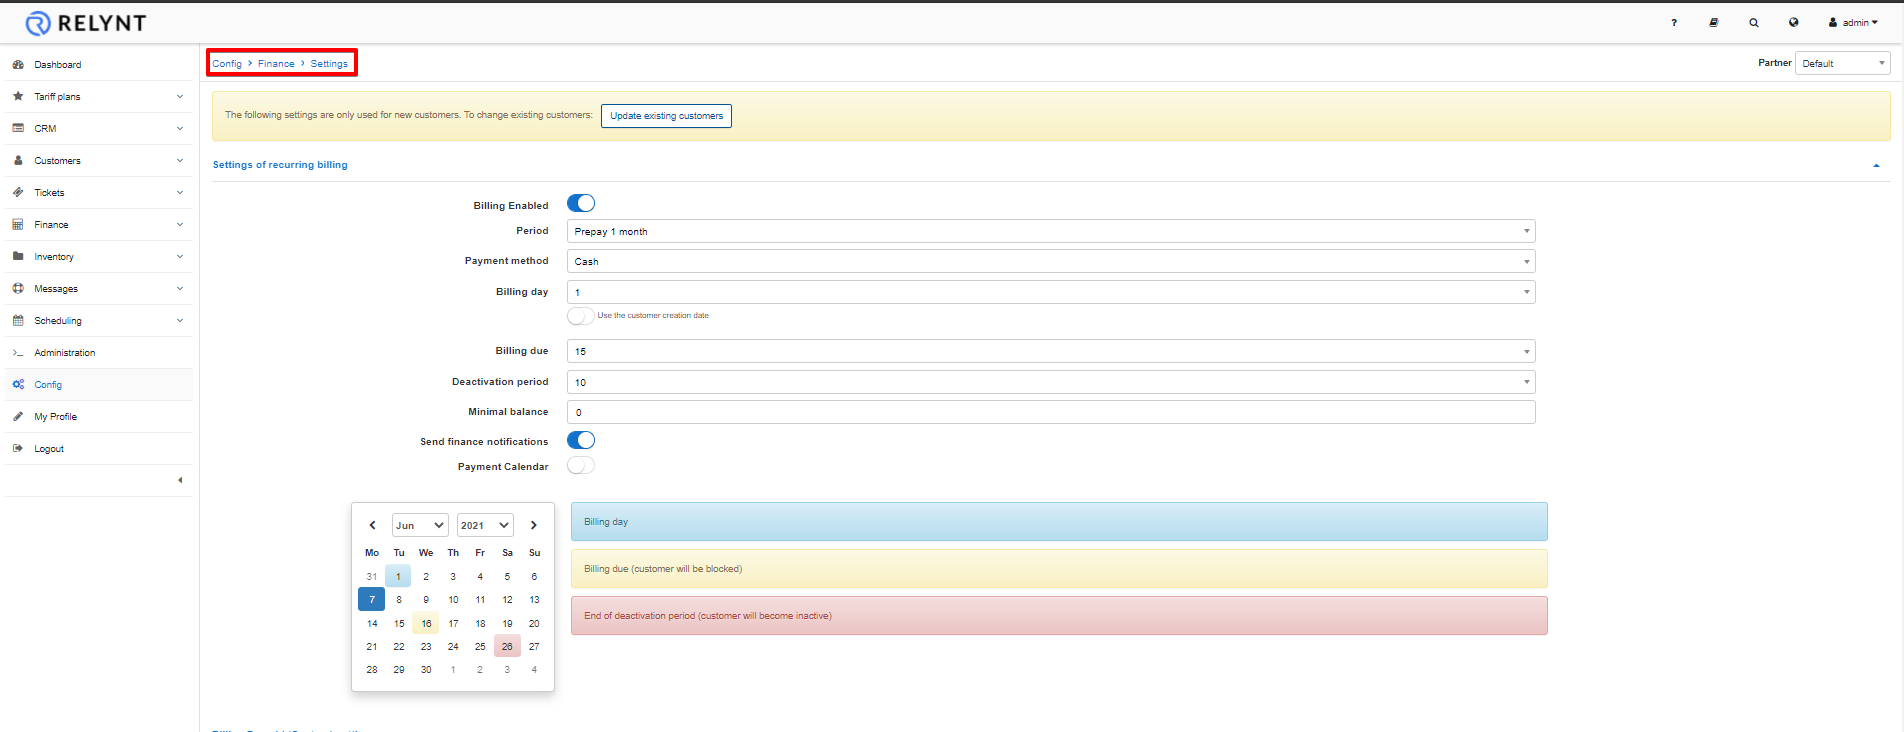 RELYNT
? admin
Dashboard
Tariff plans
CRM
Customers
Tickets
Finance
Inventory
Messages
Scheduling
Administration
Config
My Profile
Logout
Config > Finance > Settings
Partner Default
The following settings are only used for new customers. To change existing customers: Update existing customers
Settings of recurring billing
Billing Enabled
Period Prepay 1 month
Payment method Cash
Billing day 1
Use the customer creation date
Billing due 15
Deactivation period 10
Minimal balance 0
Send finance notifications
Payment Calendar
Jun 2021
Mo Tu We Th Fr Sa Su
31 1 2 3 4 5 6
7 8 9 10 11 12 13
14 15 16 17 18 19 20
21 22 23 24 25 26 27
28 29 30 1 2 3 4
Billing day
Billing due (customer will be blocked)
End of deactivation period (customer will become inactive)